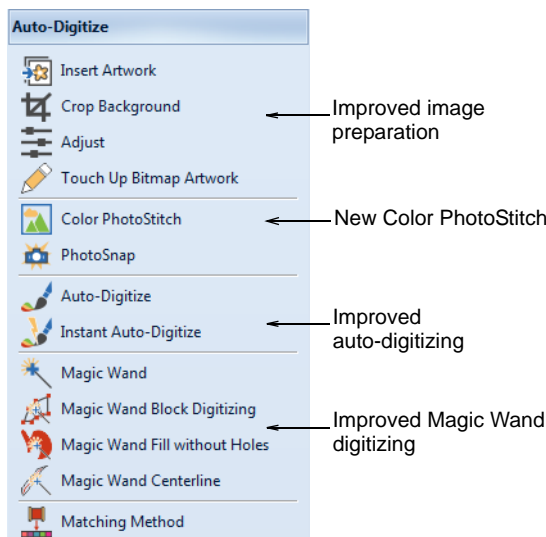 Auto-Digitize
Insert Artwork
Crop Background
Adjust
Touch Up Bitmap Artwork
Improved image
preparation
Color PhotoStitch
PhotoSnap
New Color PhotoStitch
Auto-Digitize
Instant Auto-Digitize
Improved
auto-digitizing
Magic Wand
Magic Wand Block Digitizing
Magic Wand Fill without Holes
Magic Wand Centerline
Improved Magic Wand
digitizing
Matching Method